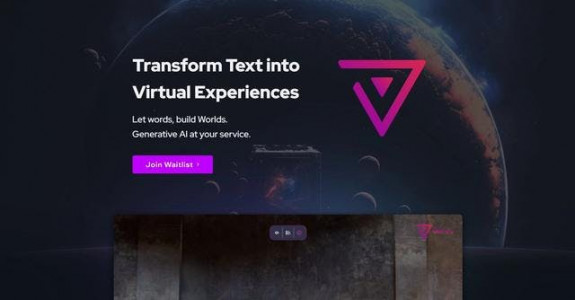 Transform Text into
Virtual Experiences
Let words, build Worlds.
Generative AI at your service.
Join Waitlist ›